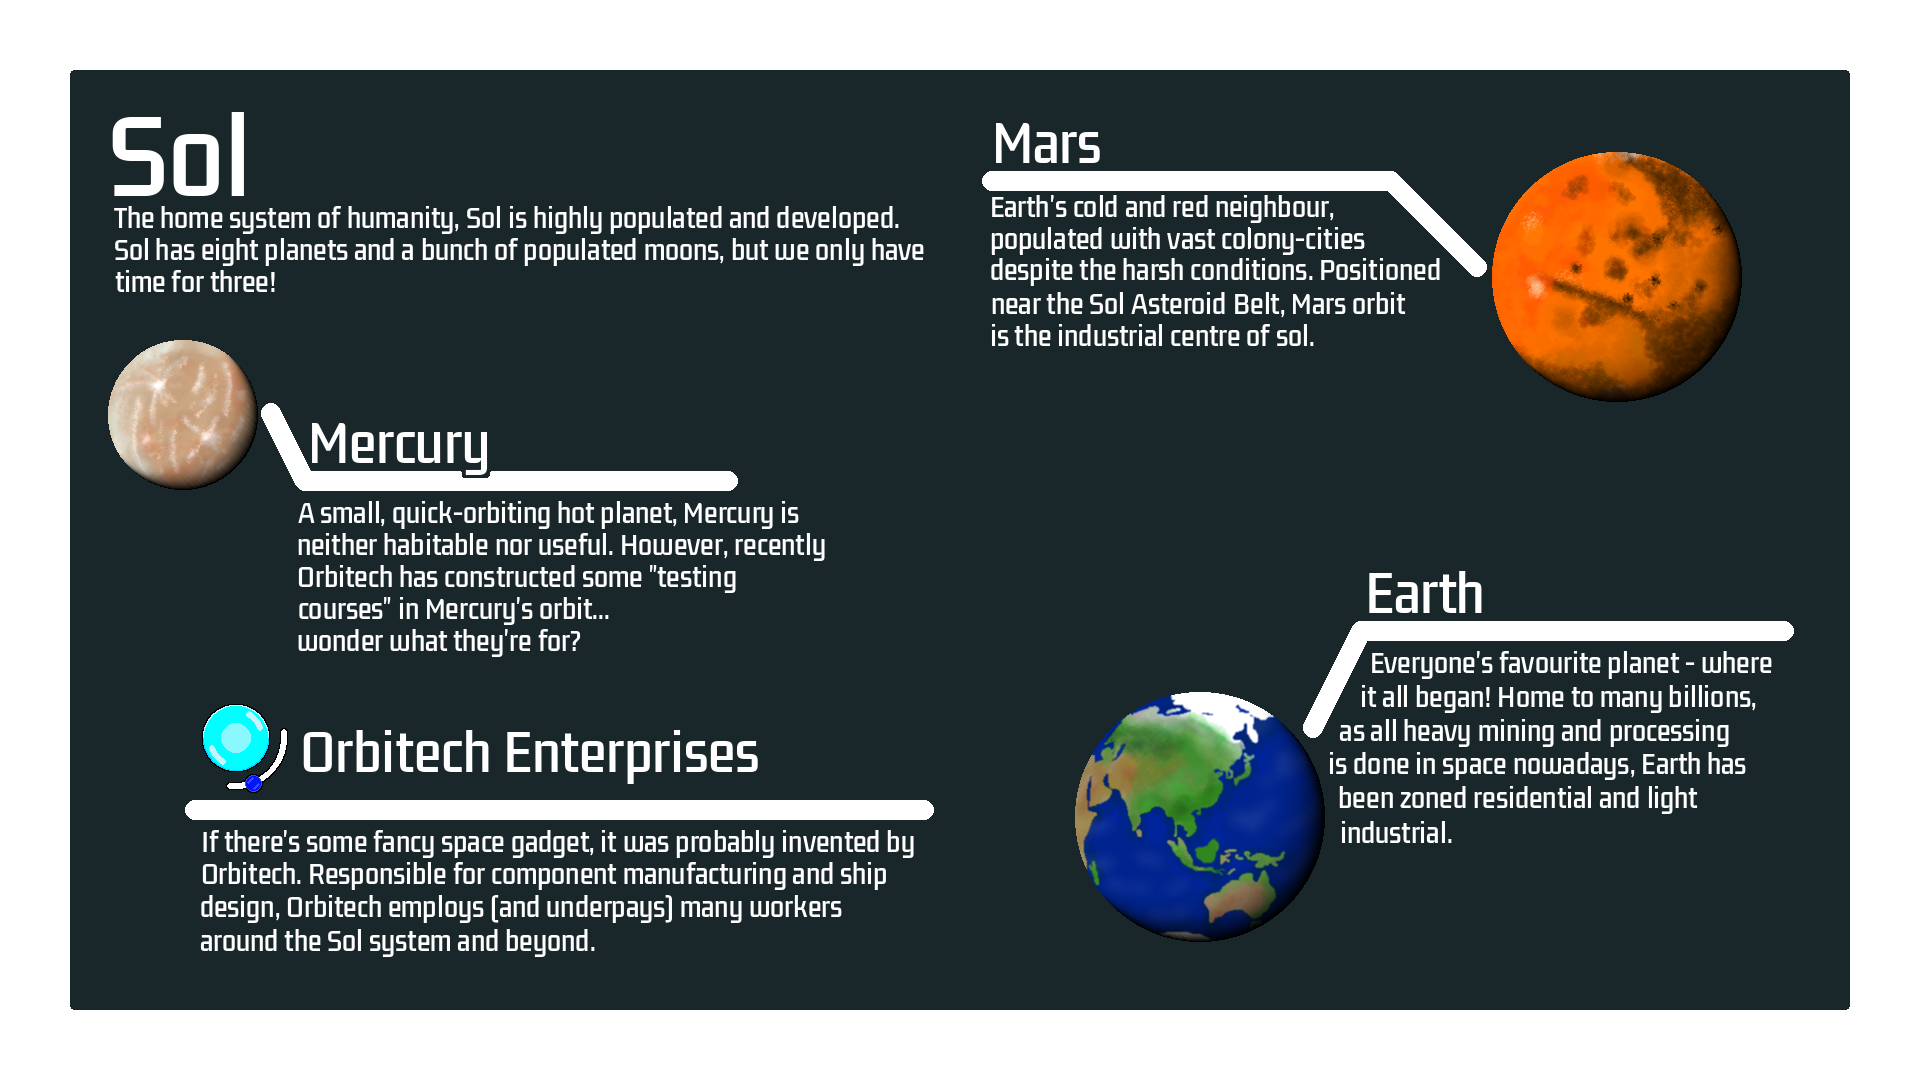 Sol
The home system of humanity, Sol is highly populated and developed.
Sol has eight planets and a bunch of populated moons, but we only have
time for three!
Mercury
A small, quick-orbiting hot planet, Mercury is
neither habitable nor useful. However, recently
Orbitech has constructed some "testing
courses" in Mercury's orbit...
wonder what they're for?
Orbitech Enterprises
If there's some fancy space gadget, it was probably invented by
Orbitech. Responsible for component manufacturing and ship
design, Orbitech employs (and underpays) many workers
around the Sol system and beyond.
Mars
Earth's cold and red neighbour,
populated with vast colony-cities
despite the harsh conditions. Positioned
near the Sol Asteroid Belt, Mars orbit
is the industrial centre of sol.
Earth
Everyone's favourite planet - where
it all began! Home to many billions,
as all heavy mining and processing
is done in space nowadays, Earth has
been zoned residential and light
industrial.